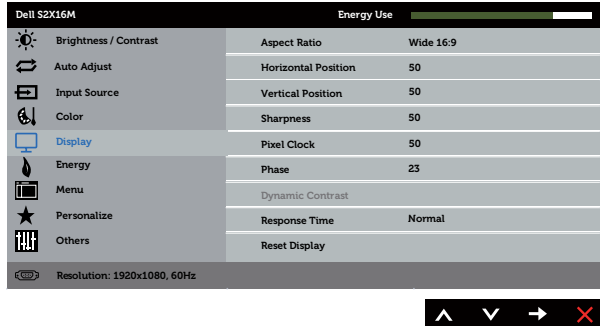 Dell S2X16M Energy Use
Brightness / Contrast
Auto Adjust
Input Source
Color
Display
Energy
Menu
Personalize
Others
Aspect Ratio Wide 16:9
Horizontal Position 50
Vertical Position 50
Sharpness 50
Pixel Clock 50
Phase 23
Dynamic Contrast
Response Time Normal
Reset Display
Resolution: 1920x1080, 60Hz